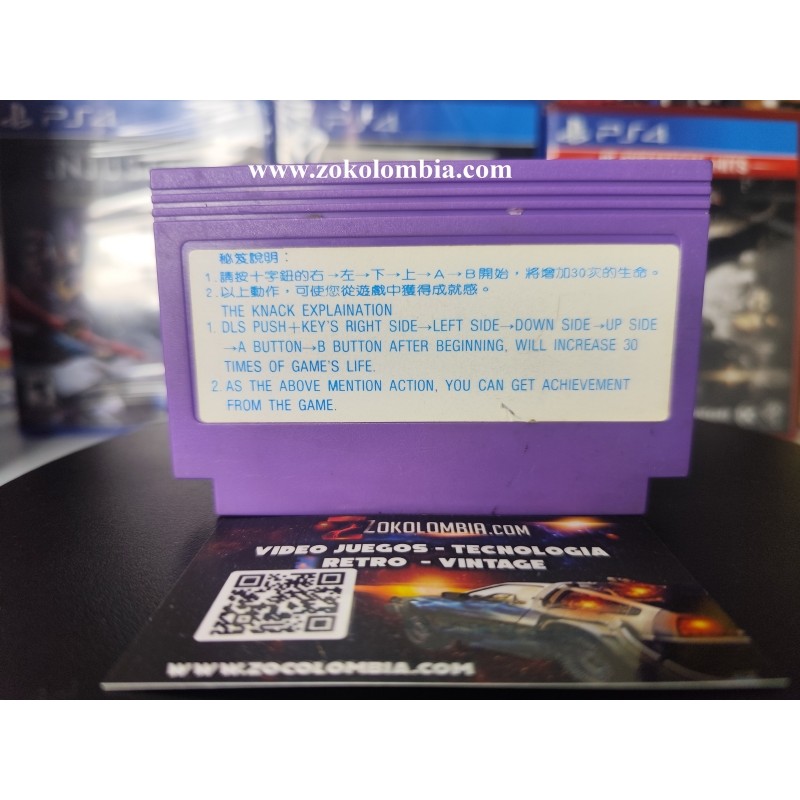 PS4
PS4
PS4
www.zokolombia.com
秘笈說明：
1. 請按十字鈕的右→左→下→上→A→B開始，將增加30次的生命。
2. 以上動作，可使您從遊戲中獲得成就感。
THE KNACK EXPLAINATION
1. DLS PUSH＋KEY'S RIGHT SIDE→LEFT SIDE→DOWN SIDE→UP SIDE
→A BUTTON→B BUTTON AFTER BEGINNING, WILL INCREASE 30
TIMES OF GAME'S LIFE.
2. AS THE ABOVE MENTION ACTION, YOU CAN GET ACHIEVEMENT
FROM THE GAME.
ZOKOLOMBIA.COM
VIDEO JUEGOS - TECNOLOGIA
RETRO - VINTAGE
WWW.ZOCOLOMBIA.COM